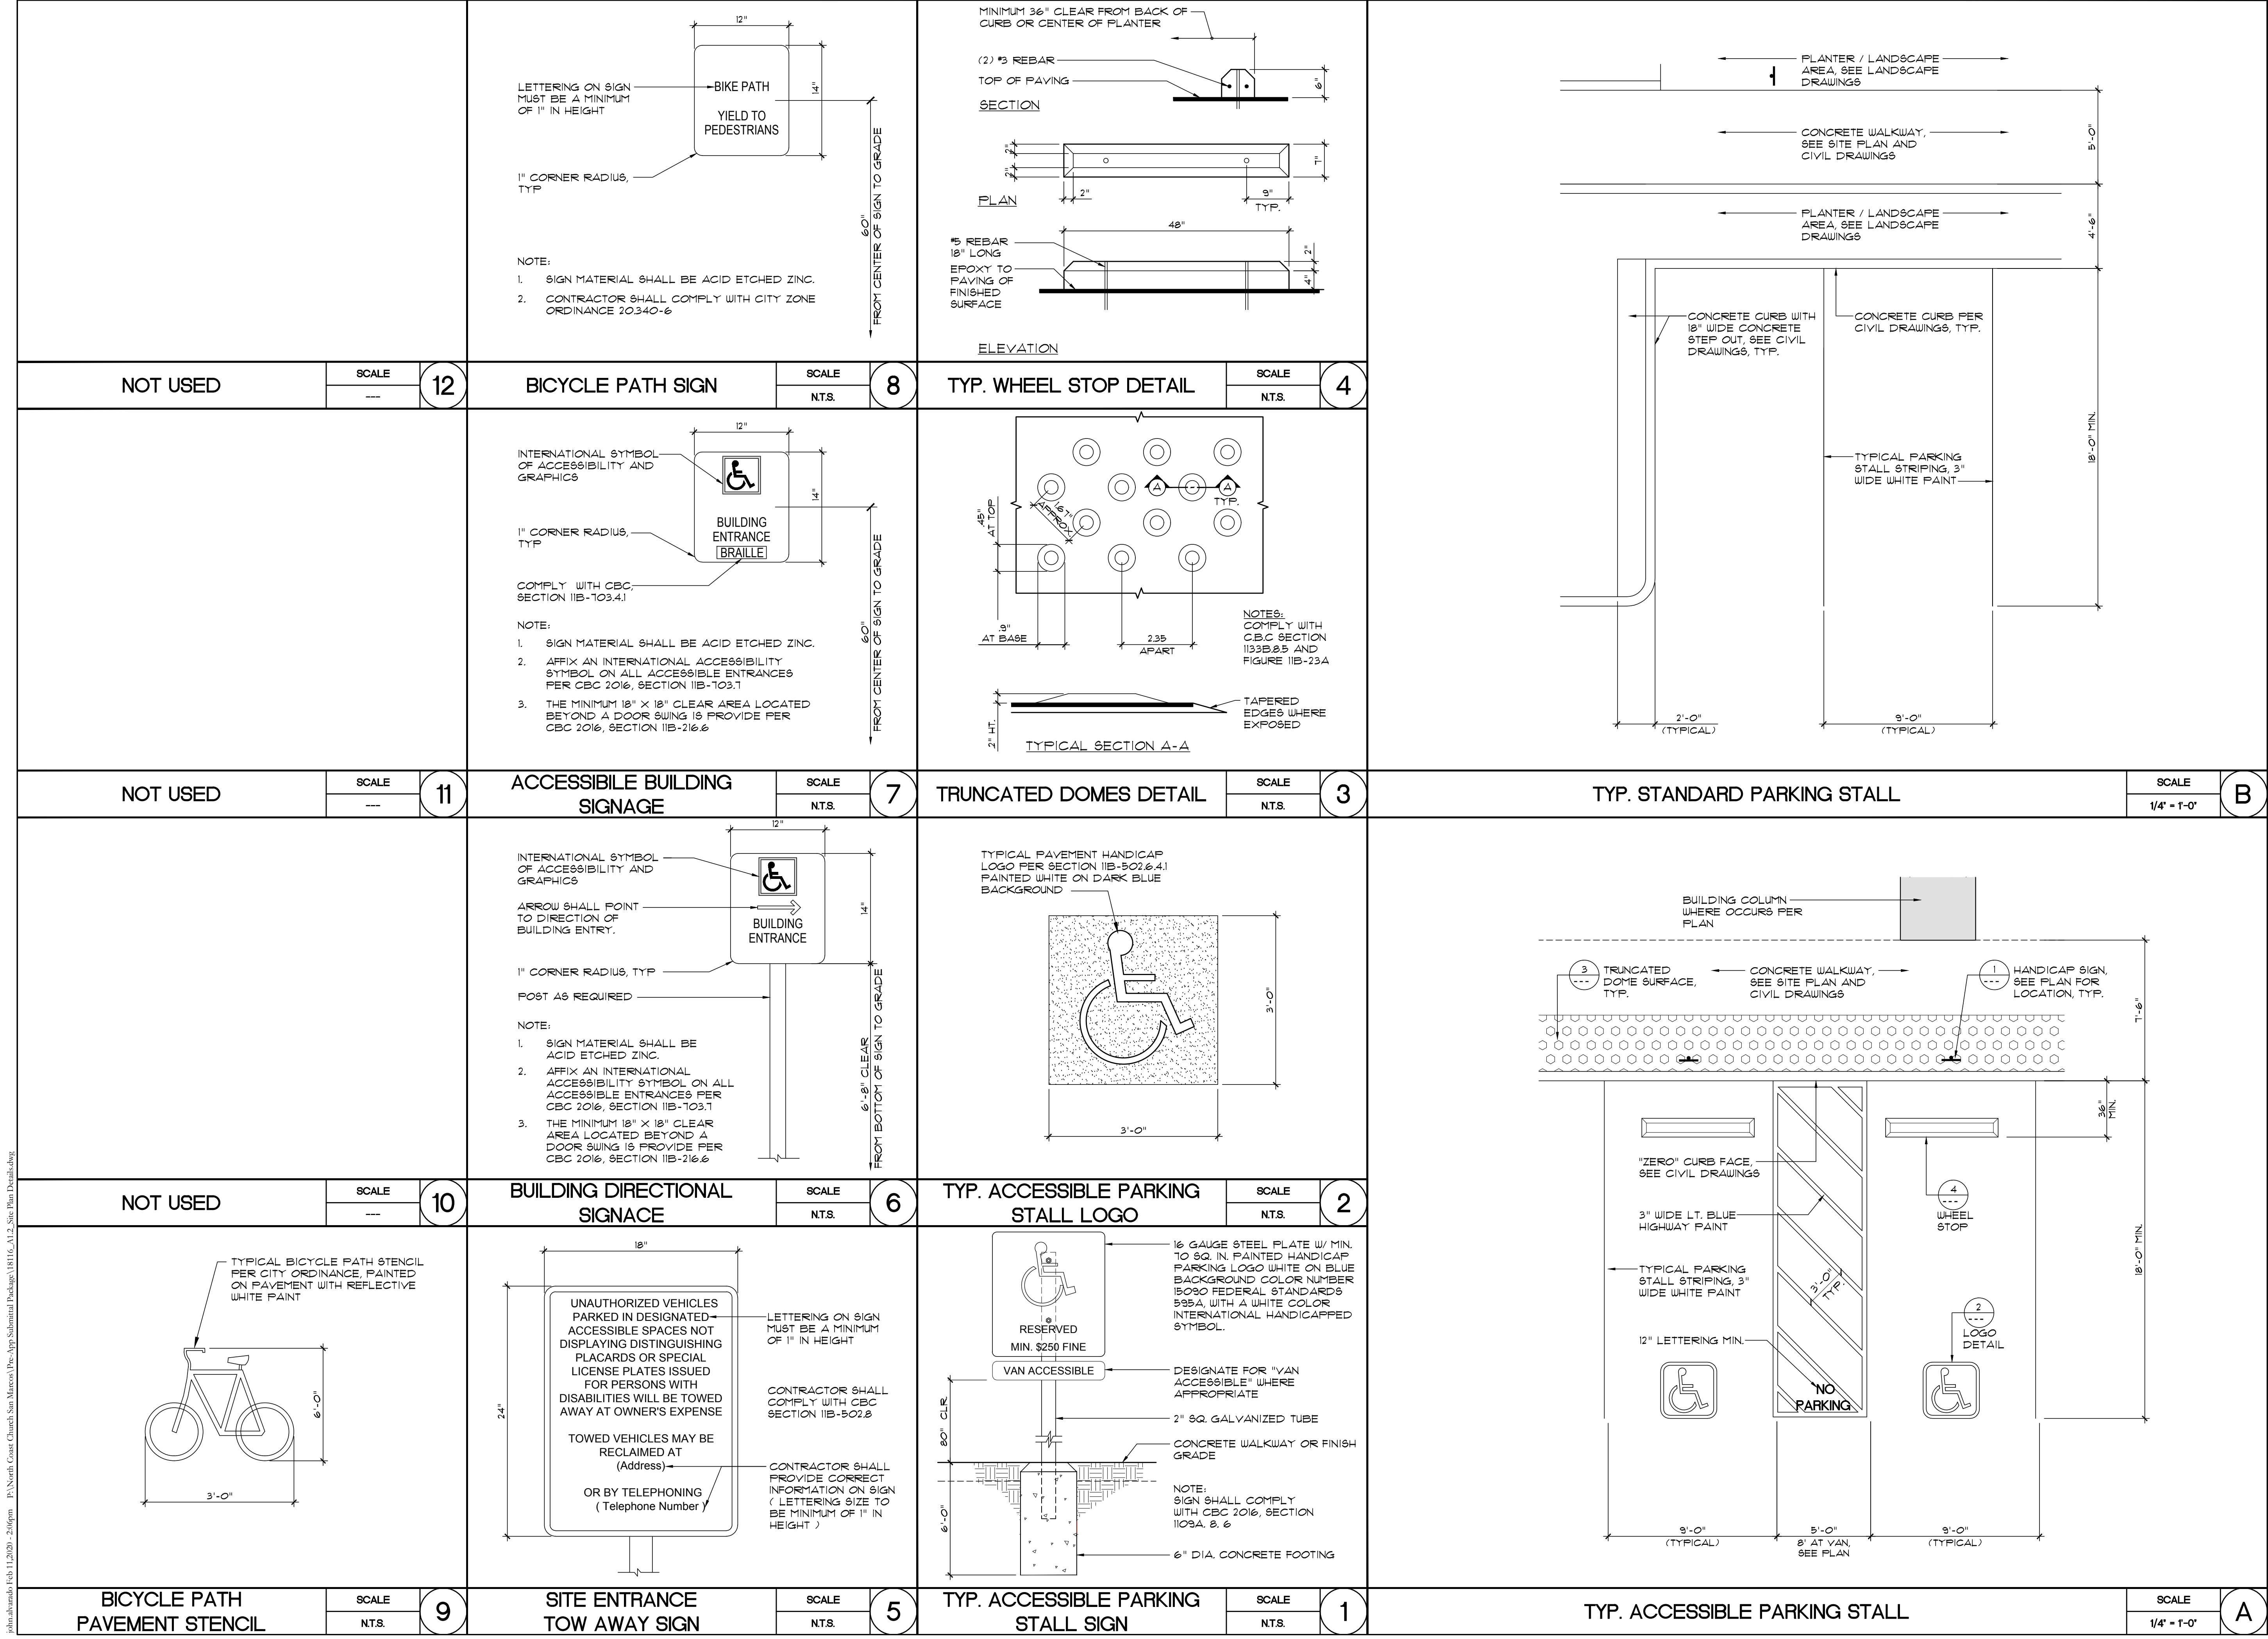 12"
LETTERING ON SIGN
MUST BE A MINIMUM
OF 1" IN HEIGHT
BIKE PATH
YIELD TO
PEDESTRIANS
14"
1" CORNER RADIUS,
TYP
60"
FROM CENTER OF SIGN TO GRADE
NOTE:
1. SIGN MATERIAL SHALL BE ACID ETCHED ZINC.
2. CONTRACTOR SHALL COMPLY WITH CITY ZONE
ORDINANCE 20.340-6
MINIMUM 36" CLEAR FROM BACK OF
CURB OR CENTER OF PLANTER
(2) #3 REBAR
TOP OF PAVING
6"
SECTION
2"
2"
7"
2"
9"
TYP.
PLAN
48"
#5 REBAR
18" LONG
EPOXY TO
PAVING OF
FINISHED
SURFACE
2"
4"
ELEVATION
NOT USED
SCALE
---
12
BICYCLE PATH SIGN
SCALE
N.T.S.
8
TYP. WHEEL STOP DETAIL
SCALE
N.T.S.
4
PLANTER / LANDSCAPE
AREA, SEE LANDSCAPE
DRAWINGS
CONCRETE WALKWAY,
SEE SITE PLAN AND
CIVIL DRAWINGS
5'-0"
PLANTER / LANDSCAPE
AREA, SEE LANDSCAPE
DRAWINGS
4'-6"
CONCRETE CURB WITH
18" WIDE CONCRETE
STEP OUT, SEE CIVIL
DRAWINGS, TYP.
CONCRETE CURB PER
CIVIL DRAWINGS, TYP.
18'-0" MIN.
TYPICAL PARKING
STALL STRIPING, 3"
WIDE WHITE PAINT
2'-0"
(TYPICAL)
9'-0"
(TYPICAL)
12"
INTERNATIONAL SYMBOL
OF ACCESSIBILITY AND
GRAPHICS
14"
BUILDING
ENTRANCE
BRAILLE
1" CORNER RADIUS,
TYP
COMPLY WITH CBC,
SECTION 11B-703.4.1
60"
FROM CENTER OF SIGN TO GRADE
NOTE:
1. SIGN MATERIAL SHALL BE ACID ETCHED ZINC.
2. AFFIX AN INTERNATIONAL ACCESSIBILITY
SYMBOL ON ALL ACCESSIBLE ENTRANCES
PER CBC 2016, SECTION 11B-703.7
3. THE MINIMUM 18" X 18" CLEAR AREA LOCATED
BEYOND A DOOR SWING IS PROVIDE PER
CBC 2016, SECTION 11B-216.6
A
A
TYP.
.45"
AT TOP
1.67"
APPROX
.9"
AT BASE
2.35
APART
NOTES:
COMPLY WITH
C.B.C SECTION
1133B.8.5 AND
FIGURE 11B-23A
.2" HT.
TAPERED
EDGES WHERE
EXPOSED
TYPICAL SECTION A-A
NOT USED
SCALE
---
11
ACCESSIBILE BUILDING
SIGNAGE
SCALE
N.T.S.
7
TRUNCATED DOMES DETAIL
SCALE
N.T.S.
3
TYP. STANDARD PARKING STALL
SCALE
1/4" = 1'-0"
B
12"
INTERNATIONAL SYMBOL
OF ACCESSIBILITY AND
GRAPHICS
ARROW SHALL POINT
TO DIRECTION OF
BUILDING ENTRY.
BUILDING
ENTRANCE
14"
1" CORNER RADIUS, TYP
POST AS REQUIRED
6'-8" CLEAR
FROM BOTTOM OF SIGN TO GRADE
NOTE:
1. SIGN MATERIAL SHALL BE
ACID ETCHED ZINC.
2. AFFIX AN INTERNATIONAL
ACCESSIBILITY SYMBOL ON ALL
ACCESSIBLE ENTRANCES PER
CBC 2016, SECTION 11B-703.7
3. THE MINIMUM 18" X 18" CLEAR
AREA LOCATED BEYOND A
DOOR SWING IS PROVIDE PER
CBC 2016, SECTION 11B-216.6
TYPICAL PAVEMENT HANDICAP
LOGO PER SECTION 11B-502.6.4.1
PAINTED WHITE ON DARK BLUE
BACKGROUND
3'-0"
3'-0"
NOT USED
SCALE
---
10
BUILDING DIRECTIONAL
SIGNACE
SCALE
N.T.S.
6
TYP. ACCESSIBLE PARKING
STALL LOGO
SCALE
N.T.S.
2
BUILDING COLUMN
WHERE OCCURS PER
PLAN
3
---
TRUNCATED
DOME SURFACE,
TYP.
CONCRETE WALKWAY,
SEE SITE PLAN AND
CIVIL DRAWINGS
1
---
HANDICAP SIGN,
SEE PLAN FOR
LOCATION, TYP.
7'-6"
36"
MIN.
"ZERO" CURB FACE,
SEE CIVIL DRAWINGS
3" WIDE LT. BLUE
HIGHWAY PAINT
4
---
WHEEL
STOP
18'-0" MIN.
TYPICAL PARKING
STALL STRIPING, 3"
WIDE WHITE PAINT
3'-0"
TYP.
2
---
LOGO
DETAIL
12" LETTERING MIN.
NO
PARKING
9'-0"
(TYPICAL)
5'-0"
8' AT VAN,
SEE PLAN
9'-0"
(TYPICAL)
TYPICAL BICYCLE PATH STENCIL
PER CITY ORDINANCE, PAINTED
ON PAVEMENT WITH REFLECTIVE
WHITE PAINT
6'-0"
3'-0"
18"
24"
UNAUTHORIZED VEHICLES
PARKED IN DESIGNATED
ACCESSIBLE SPACES NOT
DISPLAYING DISTINGUISHING
PLACARDS OR SPECIAL
LICENSE PLATES ISSUED
FOR PERSONS WITH
DISABILITIES WILL BE TOWED
AWAY AT OWNER'S EXPENSE
TOWED VEHICLES MAY BE
RECLAIMED AT
(Address)
OR BY TELEPHONING
( Telephone Number )
LETTERING ON SIGN
MUST BE A MINIMUM
OF 1" IN HEIGHT
CONTRACTOR SHALL
COMPLY WITH CBC
SECTION 11B-502.8
CONTRACTOR SHALL
PROVIDE CORRECT
INFORMATION ON SIGN
( LETTERING SIZE TO
BE MINIMUM OF 1" IN
HEIGHT )
RESERVED
MIN. $250 FINE
VAN ACCESSIBLE
80" CLR
6'-0"
16 GAUGE STEEL PLATE W/ MIN.
70 SQ. IN. PAINTED HANDICAP
PARKING LOGO WHITE ON BLUE
BACKGROUND COLOR NUMBER
15090 FEDERAL STANDARDS
595A, WITH A WHITE COLOR
INTERNATIONAL HANDICAPPED
SYMBOL.
DESIGNATE FOR "VAN
ACCESSIBLE" WHERE
APPROPRIATE
2" SQ. GALVANIZED TUBE
CONCRETE WALKWAY OR FINISH
GRADE
NOTE:
SIGN SHALL COMPLY
WITH CBC 2016, SECTION
1109A. 8. 6
6" DIA. CONCRETE FOOTING
BICYCLE PATH
PAVEMENT STENCIL
SCALE
N.T.S.
9
SITE ENTRANCE
TOW AWAY SIGN
SCALE
N.T.S.
5
TYP. ACCESSIBLE PARKING
STALL SIGN
SCALE
N.T.S.
1
TYP. ACCESSIBLE PARKING STALL
SCALE
1/4" = 1'-0"
A
john.alvarado Feb 11,2020 - 2:06pm P:\North Coast Church San Marcos\Pre-App Submittal Package\18116_A1.2_Site Plan Details.dwg